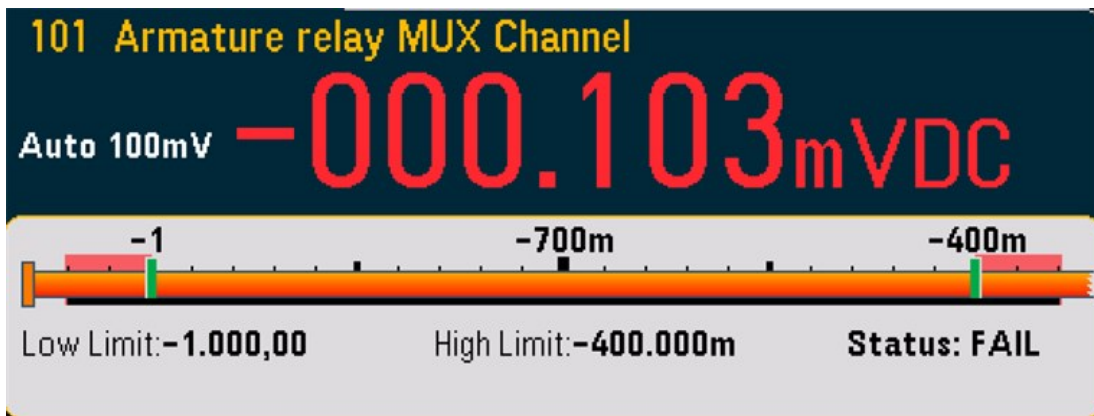 101 Armature relay MUX Channel
Auto 100mV -000.103mVDC
-1 -700m -400m
Low Limit:-1.000,00 High Limit:-400.000m Status: FAIL